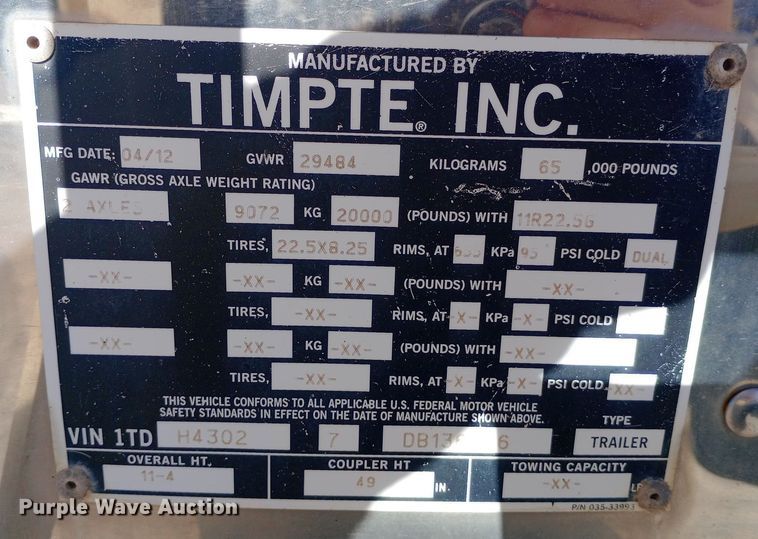 MANUFACTURED BY
TIMPTE® INC.
MFG DATE: 04/12 GVWR 29484 KILOGRAMS 65 ,000 POUNDS
GAWR (GROSS AXLE WEIGHT RATING)
2 AXLES 9072 KG 20000 (POUNDS) WITH 11R22.5G
TIRES, 22.5X8.25 RIMS, AT KPa 95 PSI COLD DUAL
-XX- -XX- KG -XX- (POUNDS) WITH -XX-
TIRES, -XX- RIMS, AT -X- KPa -X- PSI COLD
-XX- -XX- KG -XX- (POUNDS) WITH -XX-
TIRES, -XX- RIMS, AT -X- KPa -X- PSI COLD -XX-
THIS VEHICLE CONFORMS TO ALL APPLICABLE U.S. FEDERAL MOTOR VEHICLE
SAFETY STANDARDS IN EFFECT ON THE DATE OF MANUFACTURE SHOWN ABOVE.
TYPE
VIN 1TD H4302 7 TRAILER
OVERALL HT. COUPLER HT TOWING CAPACITY
11-4 49 IN. -XX- LB
P/N 035-33993
Purple Wave Auction